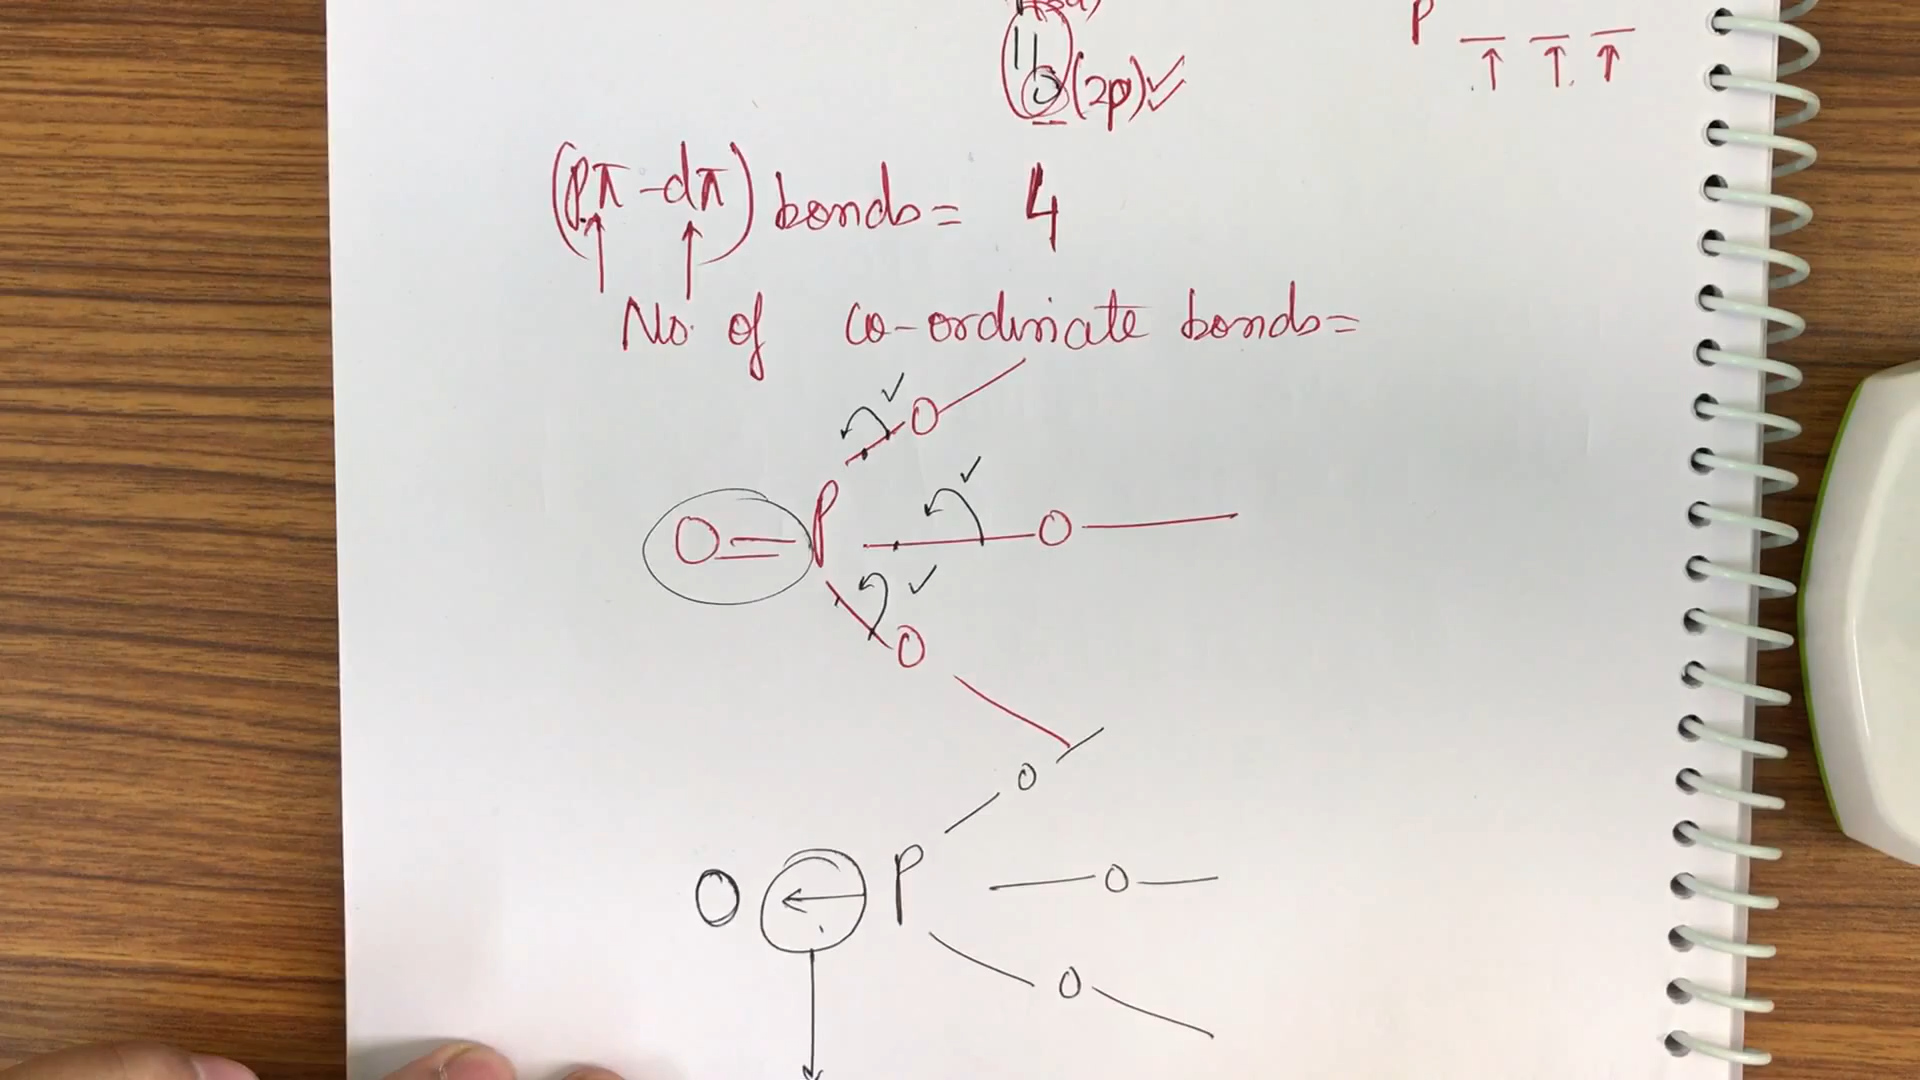 P
O (2p)
(pπ-dπ) bonds = 4
No. of co-ordinate bonds=
O
O=P O
O
O
O P O
O